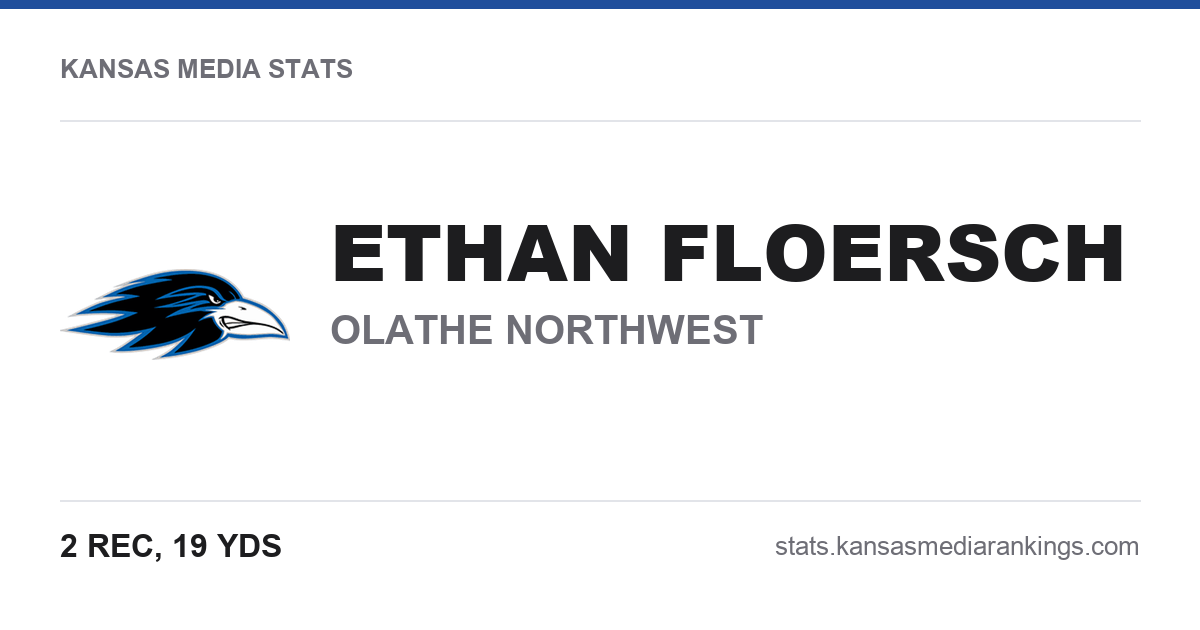 KANSAS MEDIA STATS
ETHAN FLOERSCH
OLATHE NORTHWEST
2 REC, 19 YDS
stats.kansasmediarankings.com